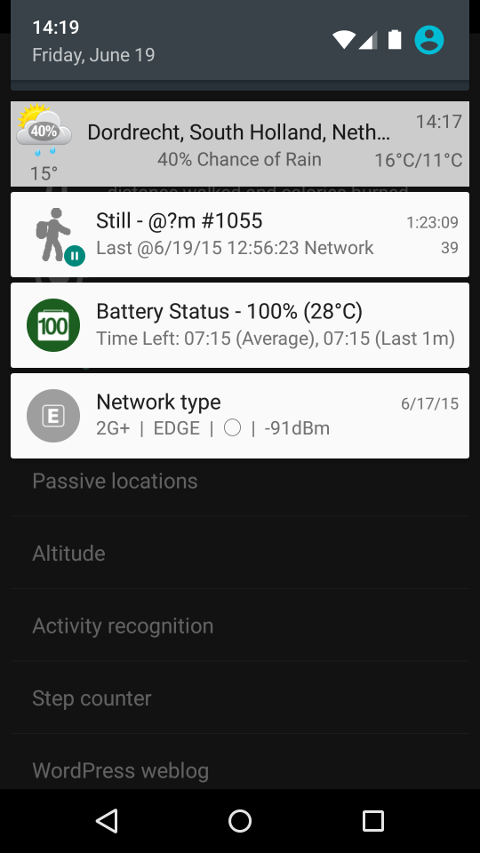 14:19
Friday, June 19
40%
Dordrecht, South Holland, Neth...
14:17
15°
40% Chance of Rain
16°C/11°C
distance walked and calories burned
Still - @?m #1055
1:23:09
Last @6/19/15 12:56:23 Network
39
100
Battery Status - 100% (28°C)
Time Left: 07:15 (Average), 07:15 (Last 1m)
E
Network type
6/17/15
2G+ | EDGE | ◯ | -91dBm
Passive locations
Altitude
Activity recognition
Step counter
WordPress weblog